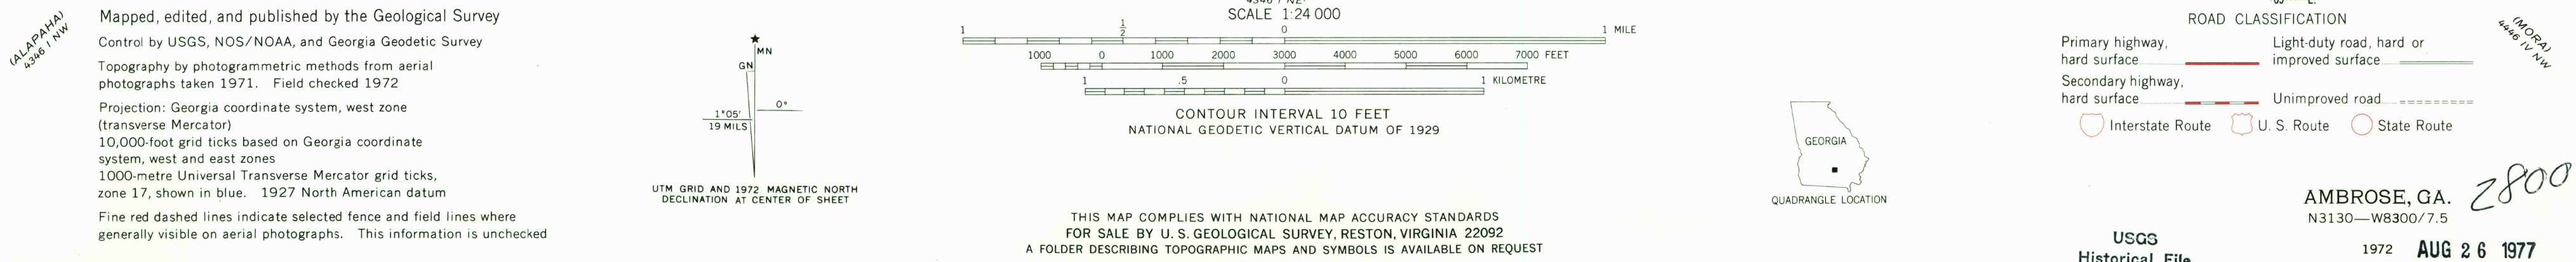 (ALAPAHA)
4346 I NW
Mapped, edited, and published by the Geological Survey
Control by USGS, NOS/NOAA, and Georgia Geodetic Survey
Topography by photogrammetric methods from aerial
photographs taken 1971. Field checked 1972
Projection: Georgia coordinate system, west zone
(transverse Mercator)
10,000-foot grid ticks based on Georgia coordinate
system, west and east zones
1000-metre Universal Transverse Mercator grid ticks,
zone 17, shown in blue. 1927 North American datum
Fine red dashed lines indicate selected fence and field lines where
generally visible on aerial photographs. This information is unchecked
★
MN
GN
1°05'
19 MILS
0°
UTM GRID AND 1972 MAGNETIC NORTH
DECLINATION AT CENTER OF SHEET
SCALE 1:24 000
1 1/2 0 1 MILE
1000 0 1000 2000 3000 4000 5000 6000 7000 FEET
1 .5 0 1 KILOMETRE
CONTOUR INTERVAL 10 FEET
NATIONAL GEODETIC VERTICAL DATUM OF 1929
THIS MAP COMPLIES WITH NATIONAL MAP ACCURACY STANDARDS
FOR SALE BY U. S. GEOLOGICAL SURVEY, RESTON, VIRGINIA 22092
A FOLDER DESCRIBING TOPOGRAPHIC MAPS AND SYMBOLS IS AVAILABLE ON REQUEST
GEORGIA
QUADRANGLE LOCATION
ROAD CLASSIFICATION
Primary highway,
hard surface
Light-duty road, hard or
improved surface
Secondary highway,
hard surface
Unimproved road
Interstate Route U. S. Route State Route
(MORA)
4446 IV NW
2800
AMBROSE, GA.
N3130—W8300/7.5
1972 AUG 26 1977
USGS
Historical File